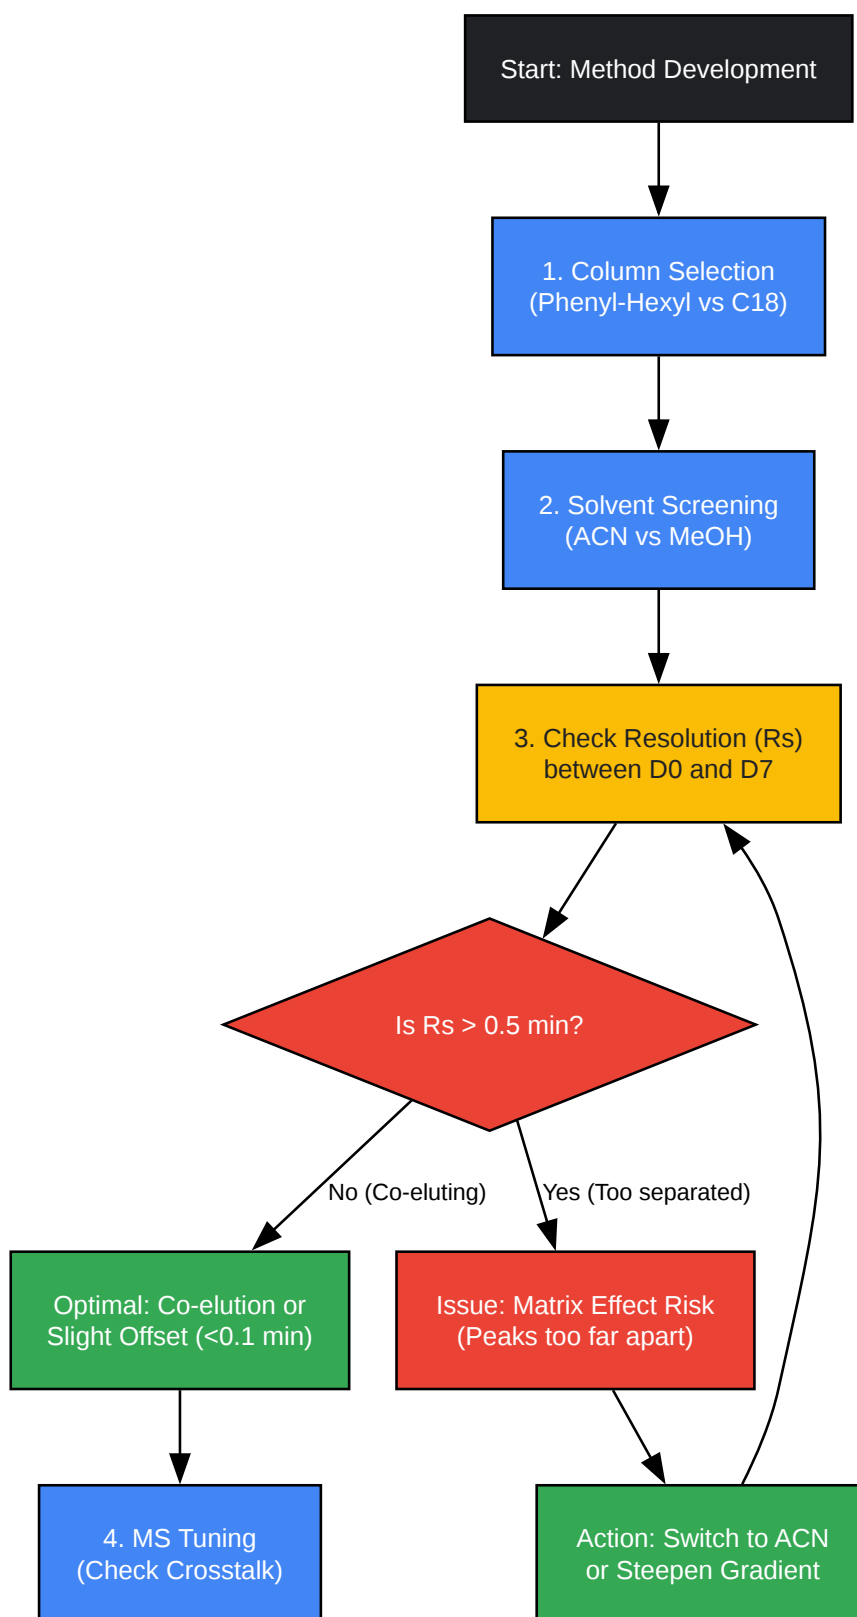 Start: Method Development
1. Column Selection
(Phenyl-Hexyl vs C18)
2. Solvent Screening
(ACN vs MeOH)
3. Check Resolution (Rs)
between D0 and D7
Is Rs > 0.5 min?
No (Co-eluting)
Yes (Too separated)
Optimal: Co-elution or
Slight Offset (<0.1 min)
Issue: Matrix Effect Risk
(Peaks too far apart)
4. MS Tuning
(Check Crosstalk)
Action: Switch to ACN
or Steepen Gradient